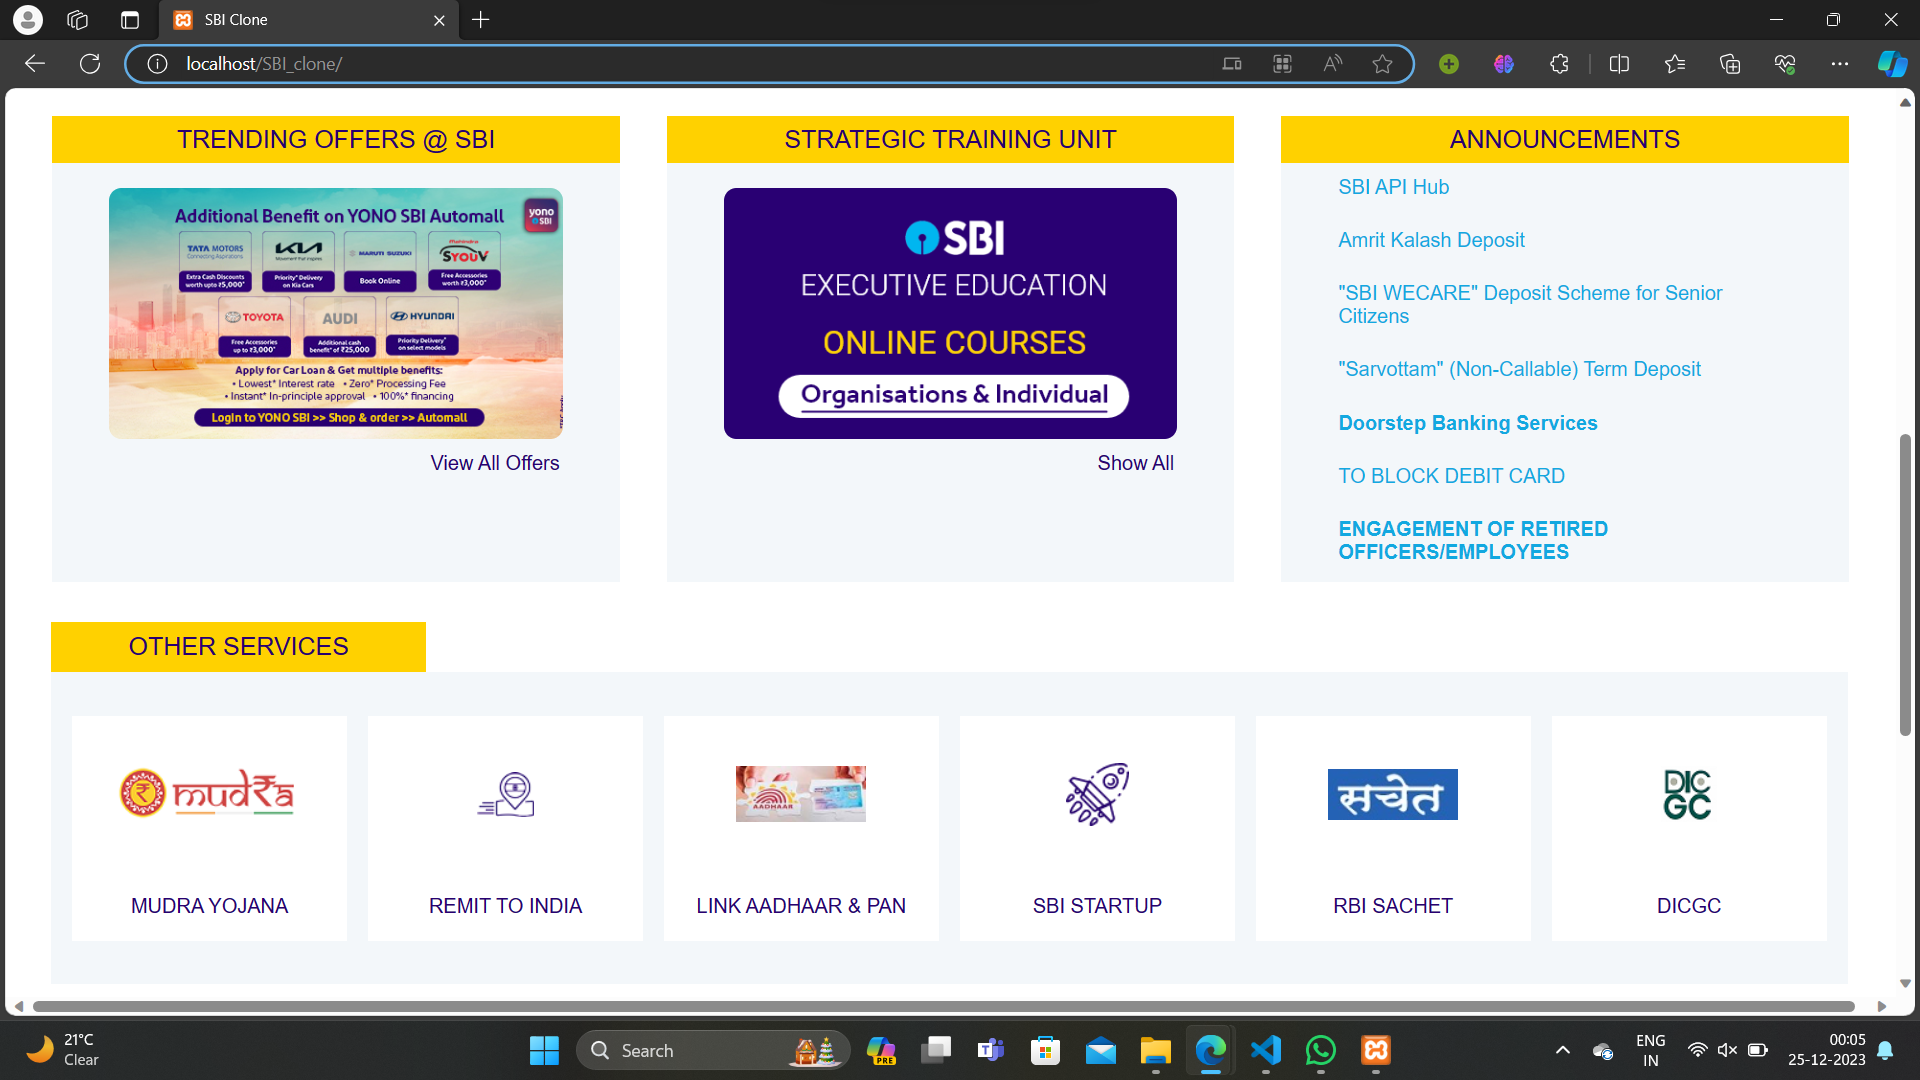 SBI Clone
localhost/SBI_clone/
TRENDING OFFERS @ SBI
Additional Benefit on YONO SBI Automall
yono
SBI
TATA MOTORS
Connecting Aspirations
Extra Cash Discounts
worth upto ₹5,000*
KIA
Movement that inspires
Priority* Delivery
on Kia Cars
MARUTI SUZUKI
Book Online
Mahindra
SYOUV
Free Accessories
worth ₹3,000*
TOYOTA
Free Accessories
up to ₹3,000*
AUDI
Additional cash
benefit* of ₹25,000
HYUNDAI
Priority Delivery*
on select models
Apply for Car Loan & Get multiple benefits:
• Lowest* Interest rate • Zero* Processing Fee
• Instant* In-principle approval • 100%* financing
Login to YONO SBI >> Shop & order >> Automall
View All Offers
STRATEGIC TRAINING UNIT
SBI
EXECUTIVE EDUCATION
ONLINE COURSES
Organisations & Individual
Show All
ANNOUNCEMENTS
SBI API Hub
Amrit Kalash Deposit
"SBI WECARE" Deposit Scheme for Senior
Citizens
"Sarvottam" (Non-Callable) Term Deposit
Doorstep Banking Services
TO BLOCK DEBIT CARD
ENGAGEMENT OF RETIRED
OFFICERS/EMPLOYEES
OTHER SERVICES
mudra
MUDRA YOJANA
REMIT TO INDIA
AADHAAR
LINK AADHAAR & PAN
SBI STARTUP
सचेत
RBI SACHET
DIC
GC
DICGC
21°C
Clear
Search
PRE
ENG
IN
00:05
25-12-2023